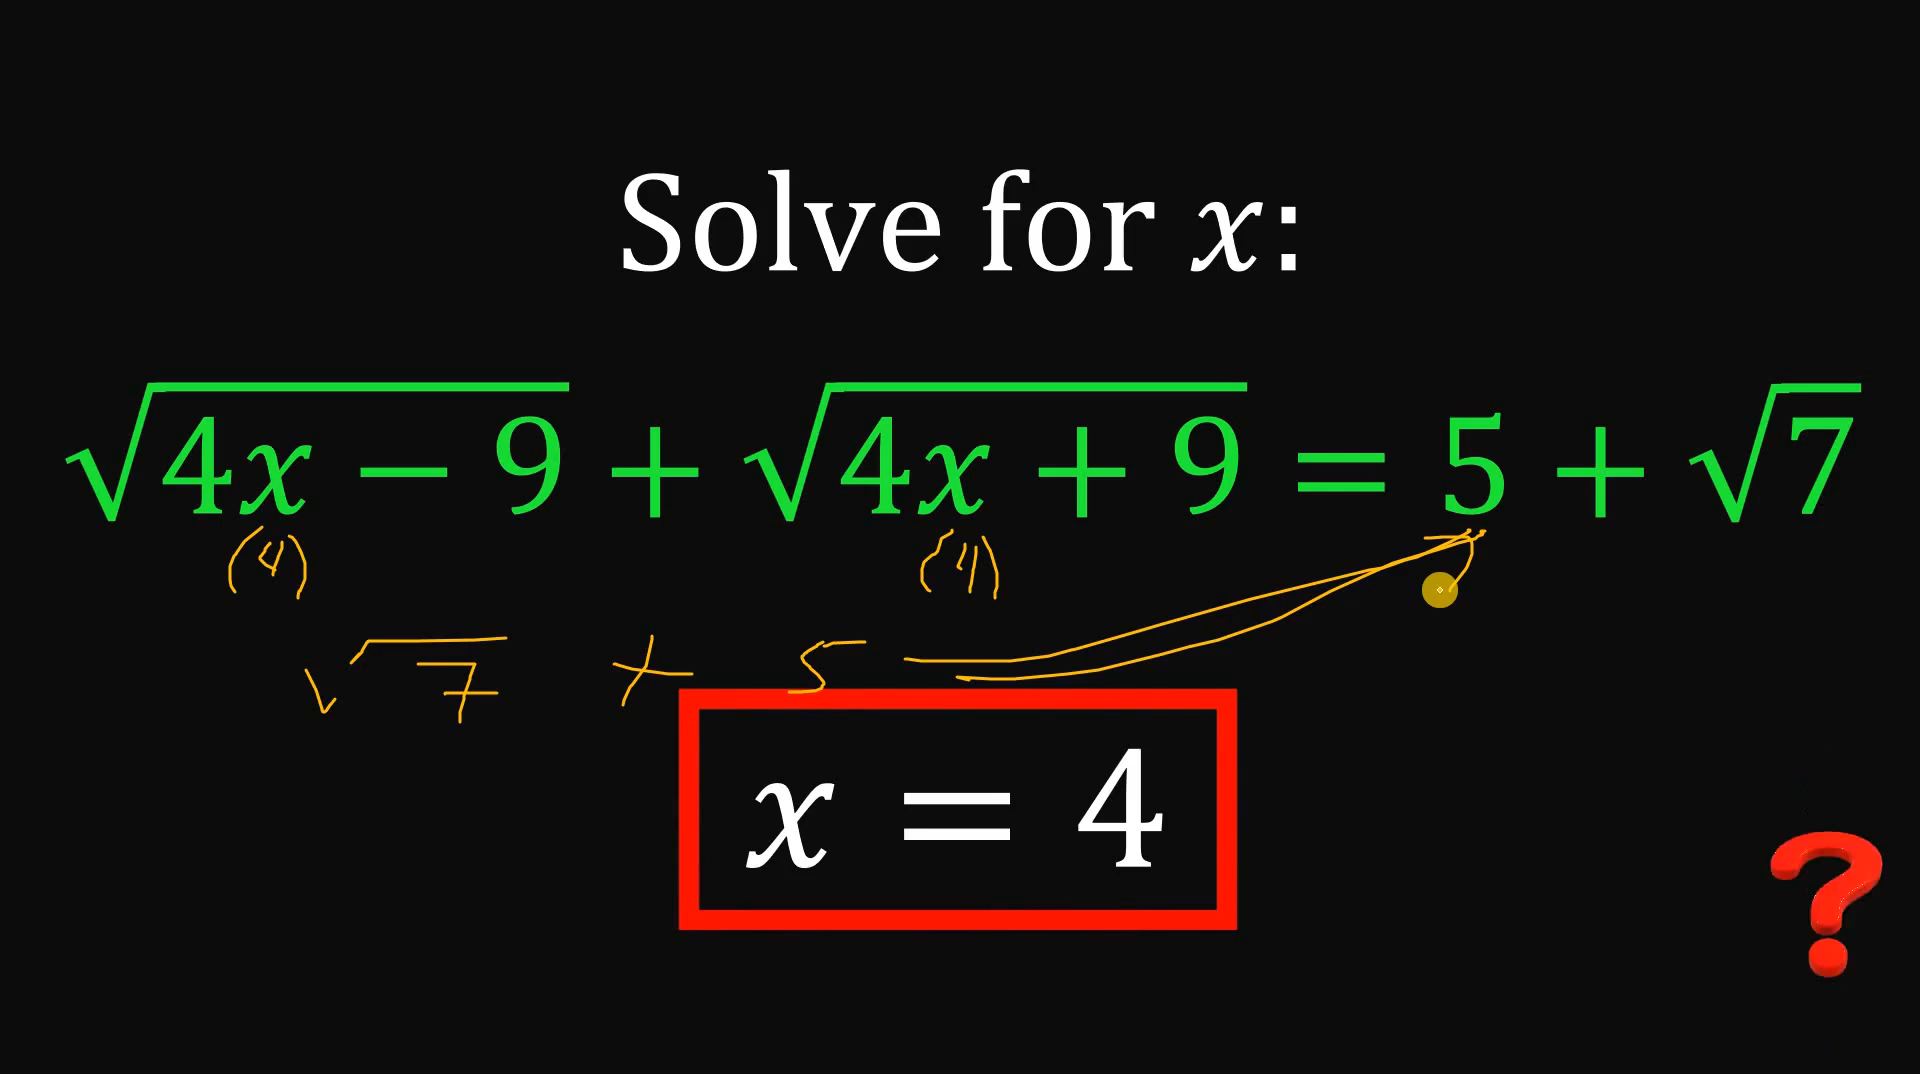 Solve for x:
√4x − 9 + √4x + 9 = 5 + √7
(4) (4)
√7 + 5
x = 4
?